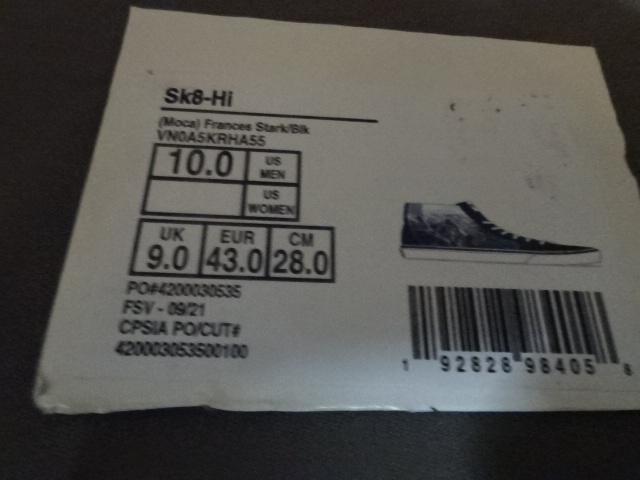 Sk8-Hi
(Moca) Frances Stark/Blk
VN0A5KRHA55
10.0 US MEN
US WOMEN
UK EUR CM
9.0 43.0 28.0
PO#4200030535
FSV - 09/21
CPSIA PO/CUT#
420003053500100
1 92828 98405 8